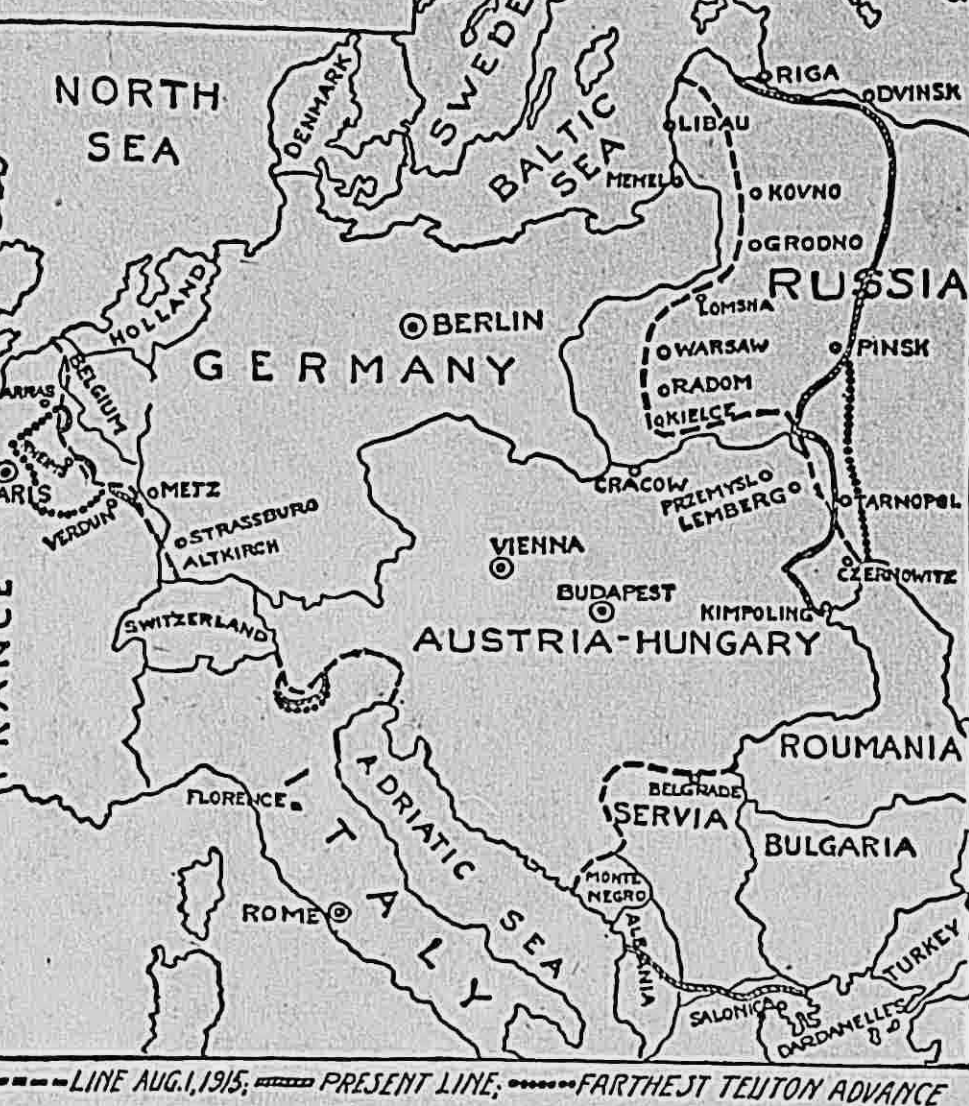 NORTH
SEA
DENMARK
SWEDE
BALTIC
SEA
RIGA
DVINSK
LIBAU
MEMEL
KOVNO
GRODNO
RUSSIA
LOMSHA
HOLLAND
BERLIN
GERMANY
WARSAW
PINSK
RADOM
KIELCE
BELGIUM
ARRAS
ARIS
VERDUN
METZ
STRASSBURG
ALTKIRCH
CRACOW
PRZEMYSL
LEMBERG
TARNOPOL
VIENNA
CZERNOWITZ
BUDAPEST
KIMPOLING
SWITZERLAND
AUSTRIA-HUNGARY
RANCE
ROUMANIA
BELGRADE
FLORENCE
ADRIATIC
SEA
SERVIA
BULGARIA
MONTE
NEGRO
ITALY
ROME
ALBANIA
TURKEY
SALONICA
DARDANELLES
LINE AUG.1,1915; PRESENT LINE; FARTHEST TEUTON ADVANCE